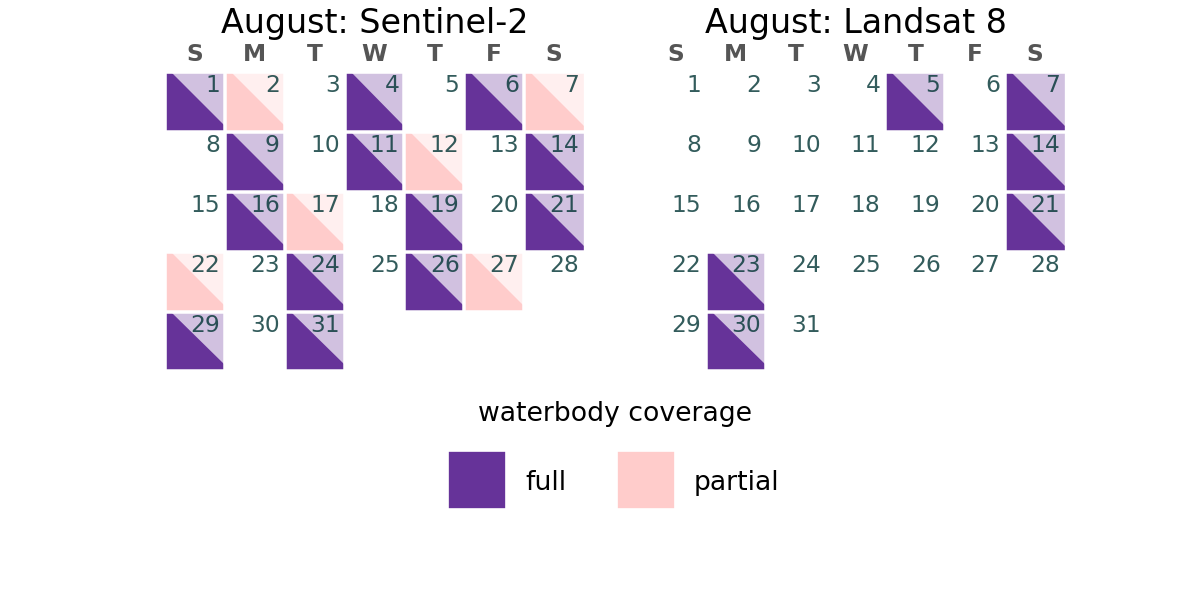 August: Sentinel-2
S M T W T F S
1 2 3 4 5 6 7
8 9 10 11 12 13 14
15 16 17 18 19 20 21
22 23 24 25 26 27 28
29 30 31
August: Landsat 8
S M T W T F S
1 2 3 4 5 6 7
8 9 10 11 12 13 14
15 16 17 18 19 20 21
22 23 24 25 26 27 28
29 30 31
waterbody coverage
full
partial